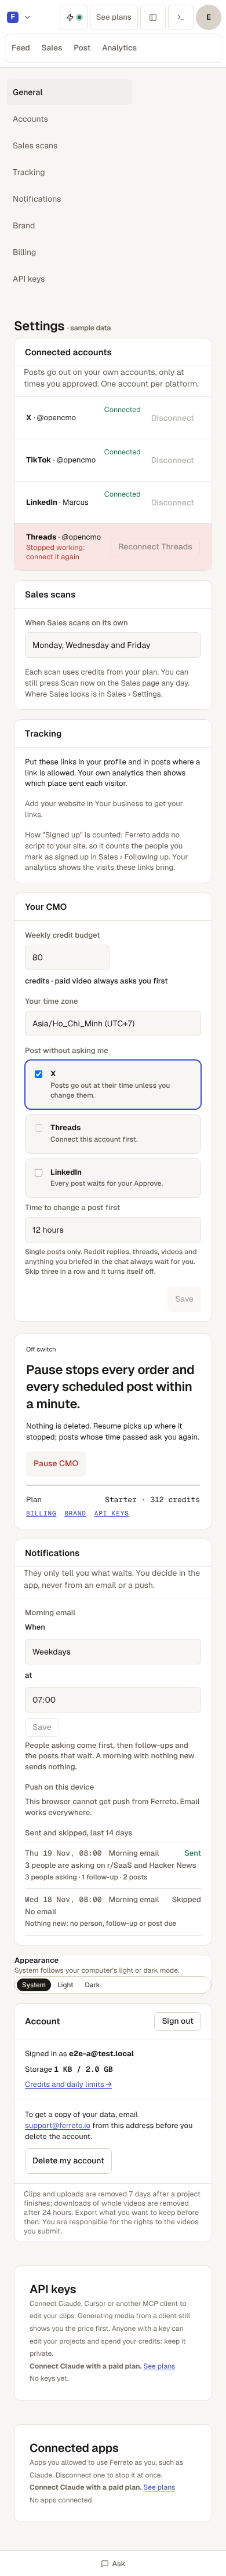 F
See plans
E
Feed Sales Post Analytics
General
Accounts
Sales scans
Tracking
Notifications
Brand
Billing
API keys
Settings · sample data
Connected accounts
Posts go out on your own accounts, only at
times you approved. One account per platform.
X · @opencmo
Connected
Disconnect
TikTok · @opencmo
Connected
Disconnect
LinkedIn · Marcus
Connected
Disconnect
Threads · @opencmo
Stopped working:
connect it again
Reconnect Threads
Sales scans
When Sales scans on its own
Monday, Wednesday and Friday
Each scan uses credits from your plan. You can
still press Scan now on the Sales page any day.
Where Sales looks is in Sales › Settings.
Tracking
Put these links in your profile and in posts where a
link is allowed. Your own analytics then shows
which place sent each visitor.
Add your website in Your business to get your
links.
How "Signed up" is counted: Ferreto adds no
script to your site, so it counts the people you
mark as signed up in Sales › Following up. Your
analytics shows the visits these links bring.
Your CMO
Weekly credit budget
80
credits · paid video always asks you first
Your time zone
Asia/Ho_Chi_Minh (UTC+7)
Post without asking me
X
Posts go out at their time unless you
change them.
Threads
Connect this account first.
LinkedIn
Every post waits for your Approve.
Time to change a post first
12 hours
Single posts only. Reddit replies, threads, videos and
anything you briefed in the chat always wait for you.
Skip three in a row and it turns itself off.
Save
Off switch
Pause stops every order and
every scheduled post within
a minute.
Nothing is deleted. Resume picks up where it
stopped; posts whose time passed ask you again.
Pause CMO
Plan
Starter · 312 credits
BILLING BRAND API KEYS
Notifications
They only tell you what waits. You decide in the
app, never from an email or a push.
Morning email
When
Weekdays
at
07:00
Save
People asking come first, then follow-ups and
the posts that wait. A morning with nothing new
sends nothing.
Push on this device
This browser cannot get push from Ferreto. Email
works everywhere.
Sent and skipped, last 14 days
Thu 19 Nov, 08:00 Morning email Sent
3 people are asking on r/SaaS and Hacker News
3 people asking · 1 follow-up · 2 posts
Wed 18 Nov, 08:00 Morning email Skipped
No email
Nothing new: no person, follow-up or post due
Appearance
System follows your computer's light or dark mode.
System Light Dark
Account
Sign out
Signed in as e2e-a@test.local
Storage 1 KB / 2.0 GB
Credits and daily limits →
To get a copy of your data, email
support@ferreto.io from this address before you
delete the account.
Delete my account
Clips and uploads are removed 7 days after a project
finishes; downloads of whole videos are removed
after 24 hours. Export what you want to keep before
then. You are responsible for the rights to the videos
you submit.
API keys
Connect Claude, Cursor or another MCP client to
edit your clips. Generating media from a client still
shows you the price first. Anyone with a key can
edit your projects and spend your credits: keep it
private.
Connect Claude with a paid plan. See plans
No keys yet.
Connected apps
Apps you allowed to use Ferreto as you, such as
Claude. Disconnect one to stop it at once.
Connect Claude with a paid plan. See plans
No apps connected.
Ask